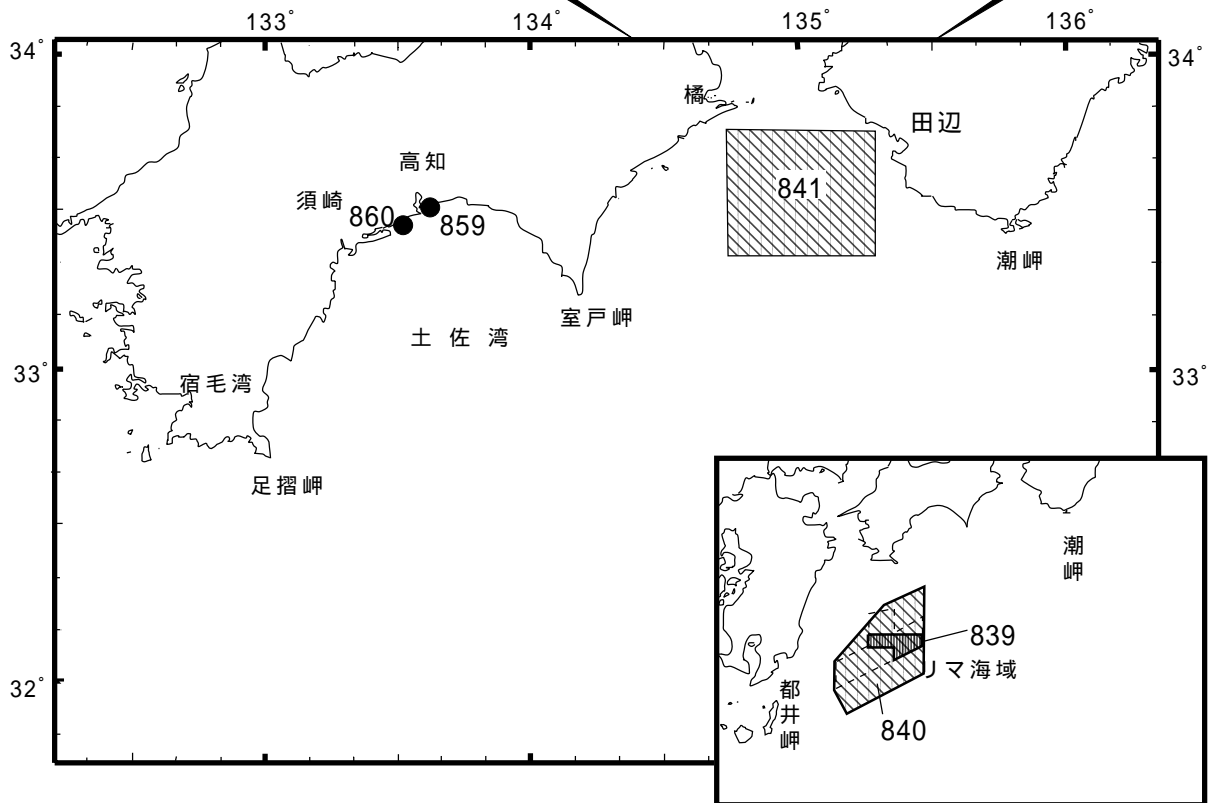 133°
134°
135°
136°
34°
34°
橘
田辺
高知
841
須崎
860
859
潮岬
室戸岬
土佐湾
33°
33°
宿毛湾
足摺岬
潮岬
839
リマ海域
32°
都井岬
840